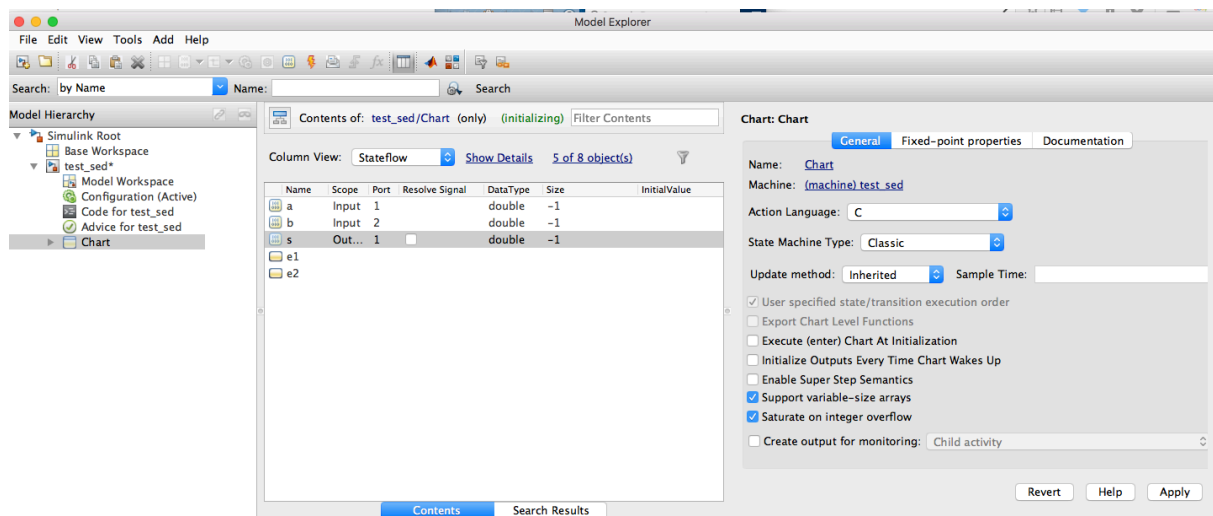 Model Explorer
File Edit View Tools Add Help
Search: by Name Name: Search
Model Hierarchy
Simulink Root
Base Workspace
test_sed*
Model Workspace
Configuration (Active)
Code for test_sed
Advice for test_sed
Chart
Contents of: test_sed/Chart (only) (initializing) Filter Contents
Column View: Stateflow Show Details 5 of 8 object(s)
Name Scope Port Resolve Signal DataType Size InitialValue
a Input 1 double -1
b Input 2 double -1
s Out... 1 double -1
e1
e2
Contents Search Results
Chart: Chart
General Fixed-point properties Documentation
Name: Chart
Machine: (machine) test_sed
Action Language: C
State Machine Type: Classic
Update method: Inherited Sample Time:
User specified state/transition execution order
Export Chart Level Functions
Execute (enter) Chart At Initialization
Initialize Outputs Every Time Chart Wakes Up
Enable Super Step Semantics
Support variable-size arrays
Saturate on integer overflow
Create output for monitoring: Child activity
Revert Help Apply